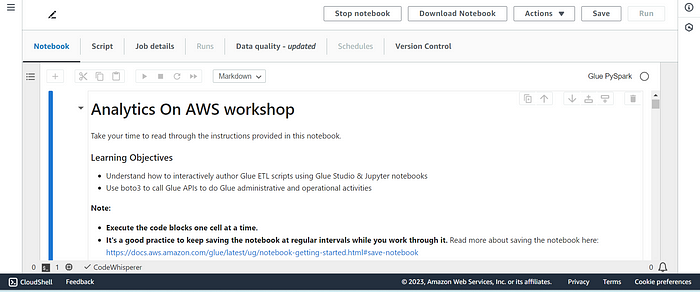 Stop notebook Download Notebook Actions ▼ Save Run
Notebook Script Job details Runs Data quality - updated Schedules Version Control
Markdown Glue PySpark
Analytics On AWS workshop
Take your time to read through the instructions provided in this notebook.
Learning Objectives
• Understand how to interactively author Glue ETL scripts using Glue Studio & Jupyter notebooks
• Use boto3 to call Glue APIs to do Glue administrative and operational activities
Note:
• Execute the code blocks one cell at a time.
• It's a good practice to keep saving the notebook at regular intervals while you work through it. Read more about saving the notebook here:
https://docs.aws.amazon.com/glue/latest/ug/notebook-getting-started.html#save-notebook
0 1 CodeWhisperer 0
CloudShell Feedback © 2023, Amazon Web Services, Inc. or its affiliates. Privacy Terms Cookie preferences